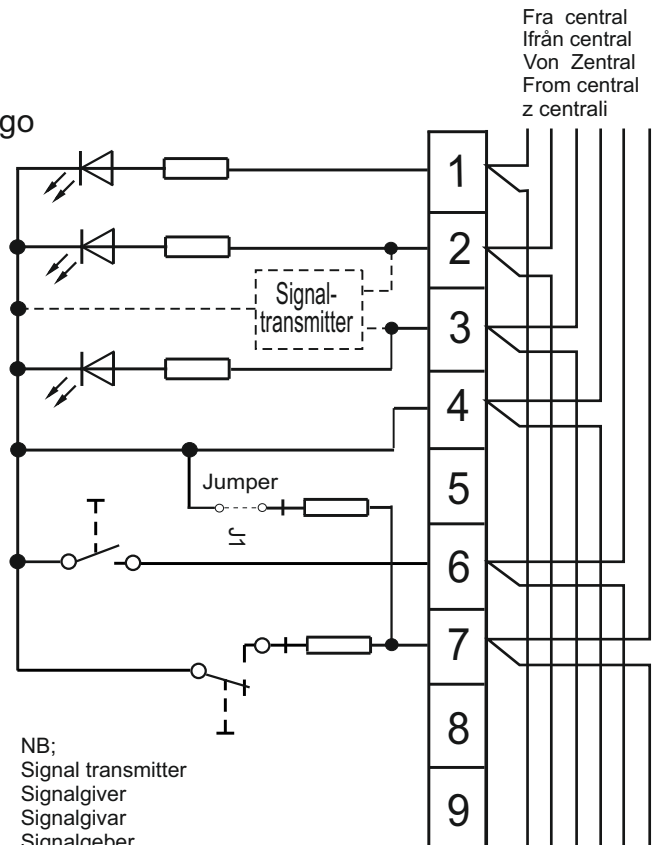 Fra central
Ifrån central
Von Zentral
From central
z centrali
go
1
2
Signal-
transmitter
3
4
Jumper
J1
5
6
7
8
9
NB;
Signal transmitter
Signalgiver
Signalgivar
Signalgeber